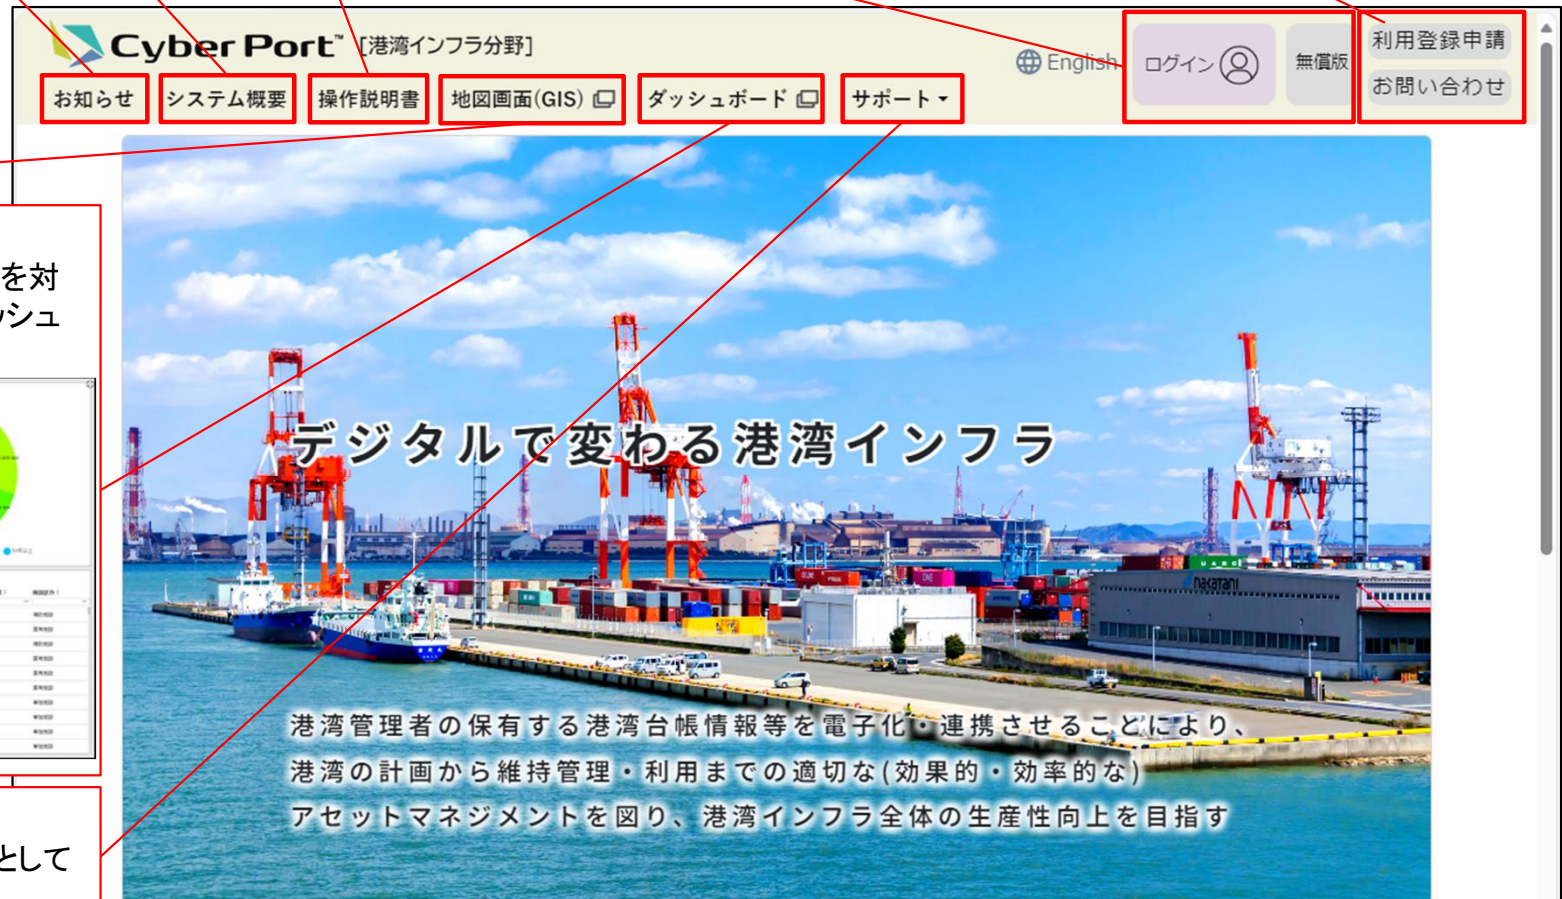 Cyber Port™ [港湾インフラ分野]
English
ログイン
無償版
利用登録申請
お問い合わせ
お知らせ
システム概要
操作説明書
地図画面(GIS)
ダッシュボード
サポート
を対
ッシュ
デジタルで変わる港湾インフラ
nakatani
港湾管理者の保有する港湾台帳情報等を電子化・連携させることにより、
港湾の計画から維持管理・利用までの適切な(効果的・効率的な)
アセットマネジメントを図り、港湾インフラ全体の生産性向上を目指す
として